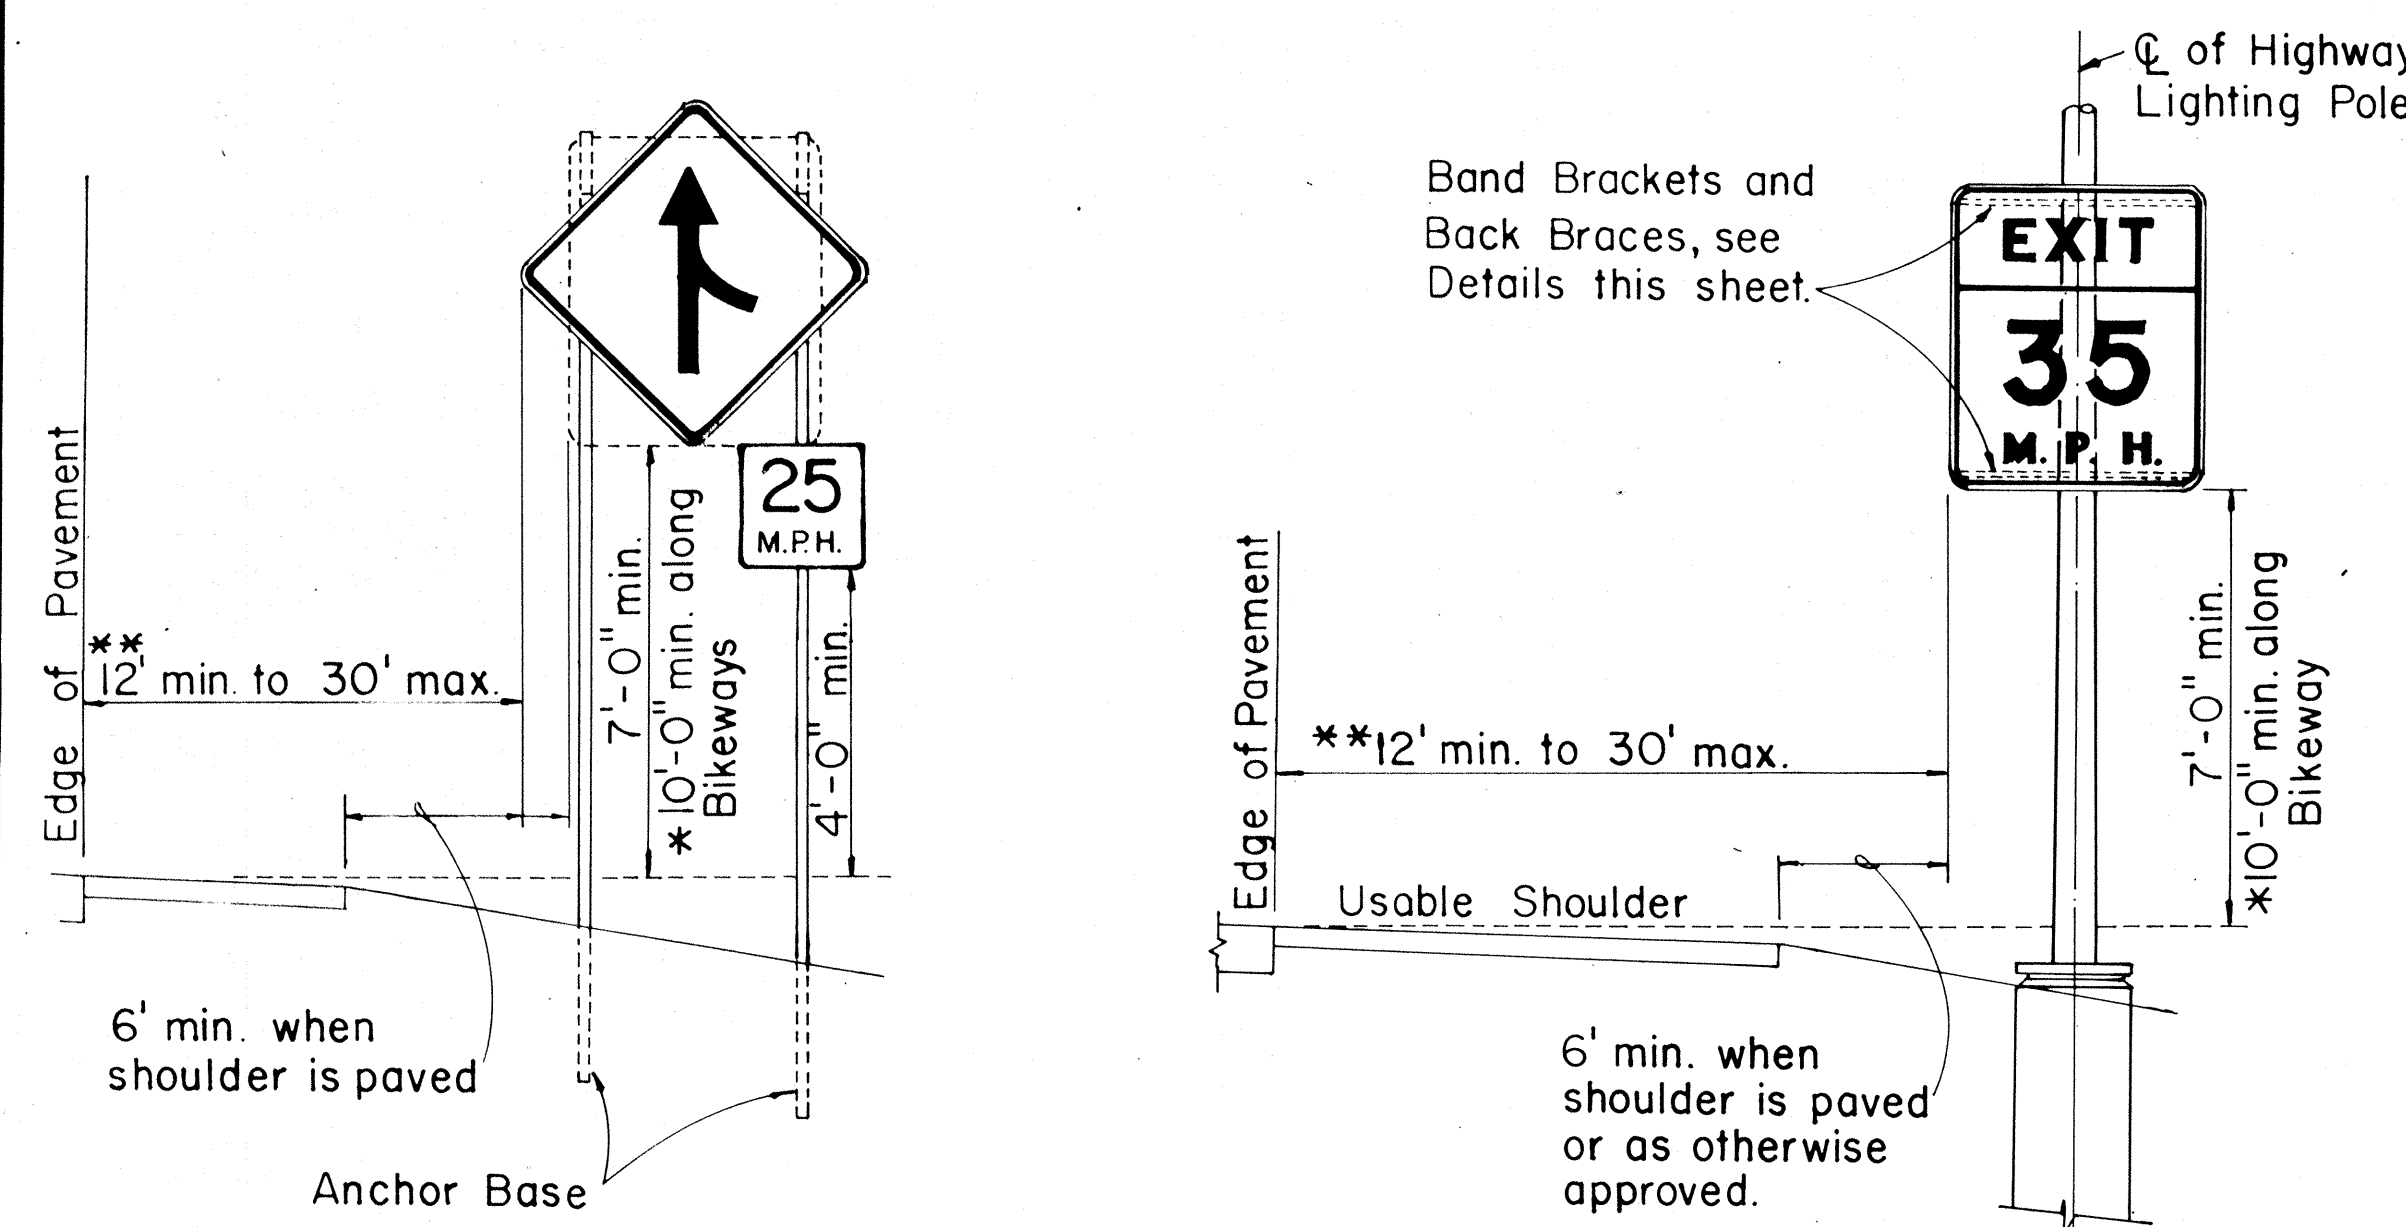 Edge of Pavement
**
12' min. to 30' max.
25
M.P.H.
7'-0" min.
*10'-0" min. along
Bikeways
4'-0" min.
6' min. when
shoulder is paved
Anchor Base
℄ of Highway
Lighting Pole
Band Brackets and
Back Braces, see
Details this sheet.
EXIT
35
M. P. H.
Edge of Pavement
**12' min. to 30' max.
7'-0" min.
*10'-0" min. along
Bikeway
Usable Shoulder
6' min. when
shoulder is paved
or as otherwise
approved.